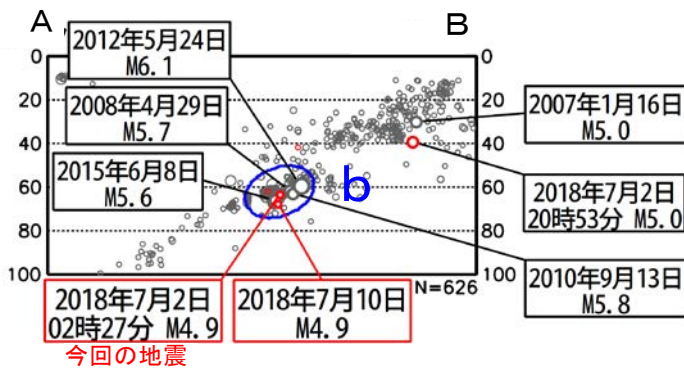 A
B
2012年5月24日
M6.1
2008年4月29日
M5.7
2015年6月8日
M5.6
0
20
40
60
80
100
b
0
20
40
60
80
100
2007年1月16日
M5.0
2018年7月2日
20時53分 M5.0
2010年9月13日
M5.8
N=626
2018年7月2日
02時27分 M4.9
2018年7月10日
M4.9
今回の地震